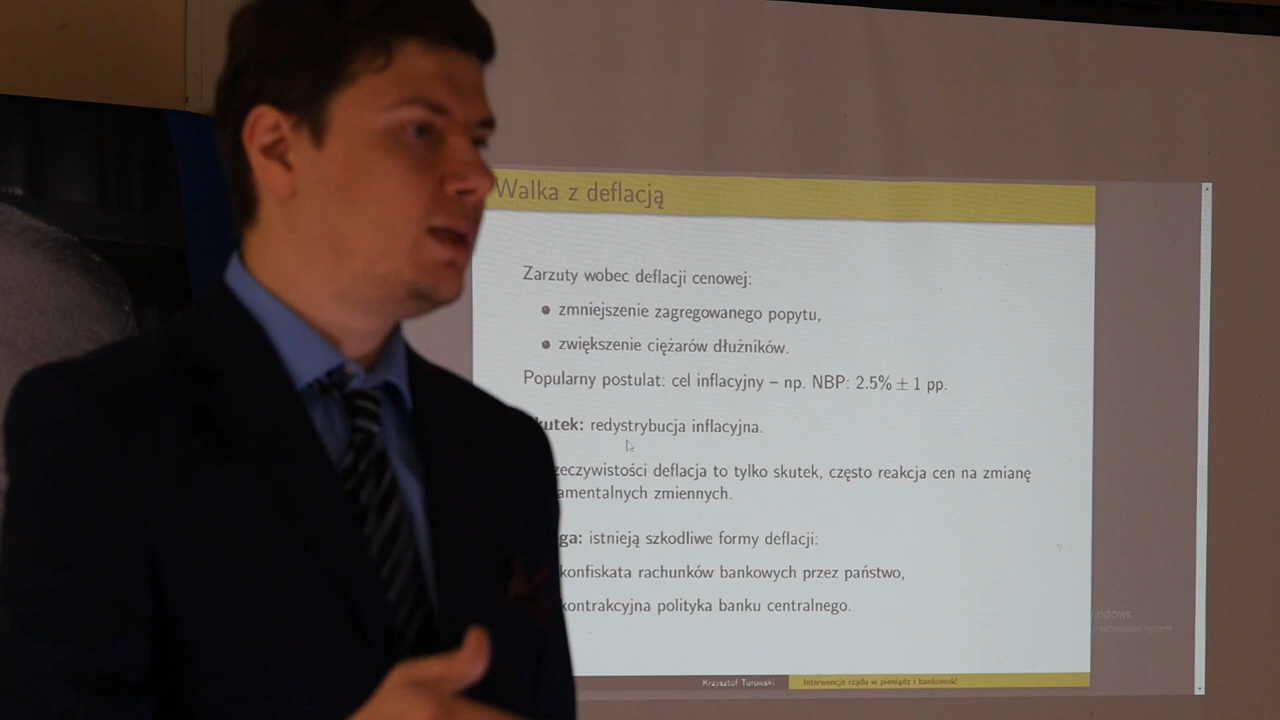 Walka z deflacją
Zarzuty wobec deflacji cenowej:
zmniejszenie zagregowanego popytu,
zwiększenie ciężarów dłużników.
Popularny postulat: cel inflacyjny – np. NBP: 2.5% ± 1 pp.
kutek: redystrybucja inflacyjna.
zeczywistości deflacja to tylko skutek, często reakcja cen na zmianę
amentalnych zmiennych.
ga: istnieją szkodliwe formy deflacji:
konfiskata rachunków bankowych przez państwo,
kontrakcyjna polityka banku centralnego.
indows
system
Krzysztof Turowski
Interwencje rządu w pieniądz i bankowość